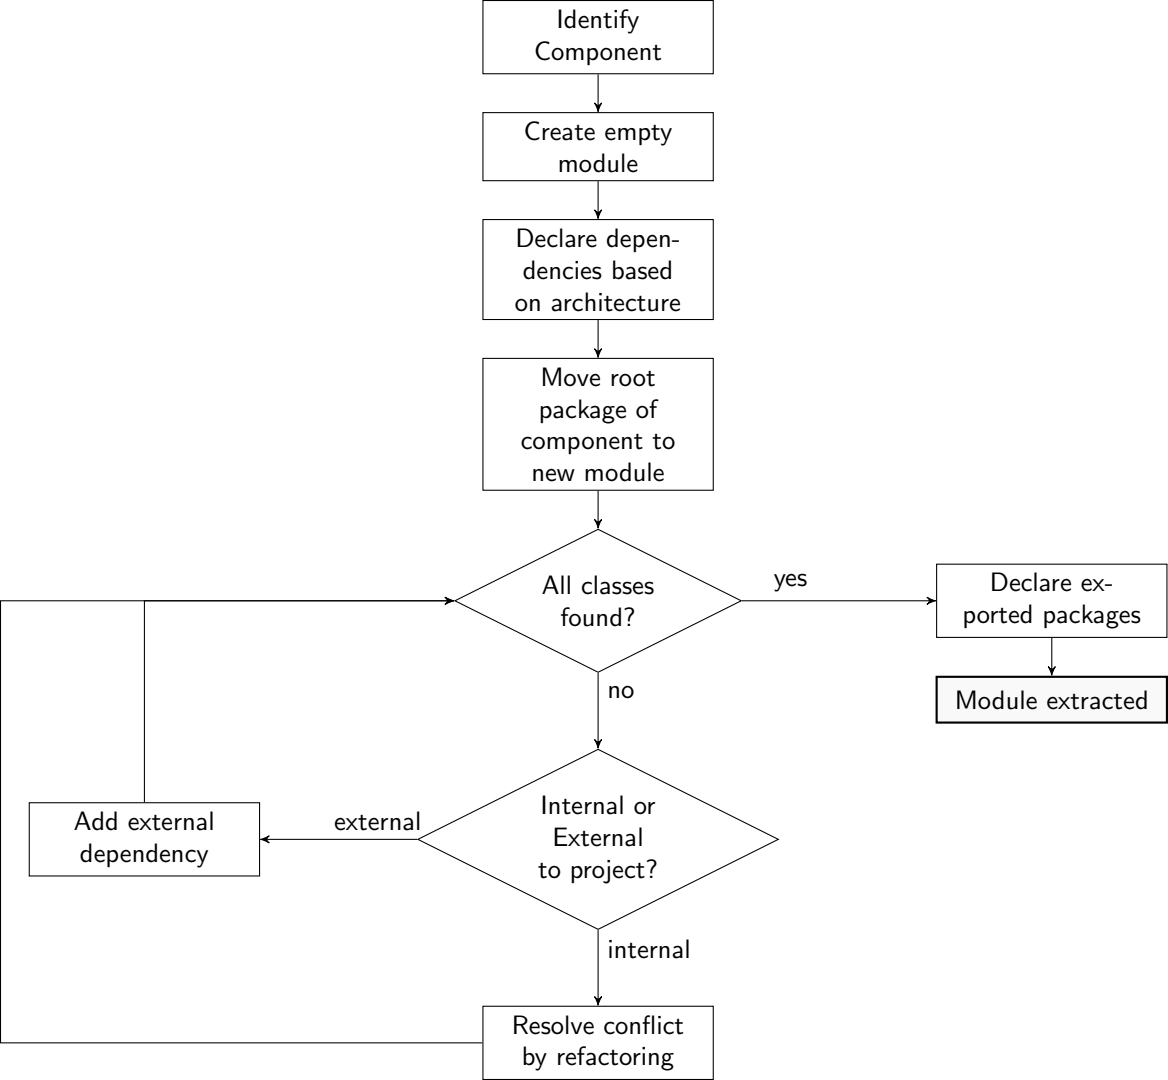 Identify
Component
Create empty
module
Declare depen-
dencies based
on architecture
Move root
package of
component to
new module
All classes
found?
yes
Declare ex-
ported packages
Module extracted
no
Internal or
External
to project?
external
Add external
dependency
internal
Resolve conflict
by refactoring